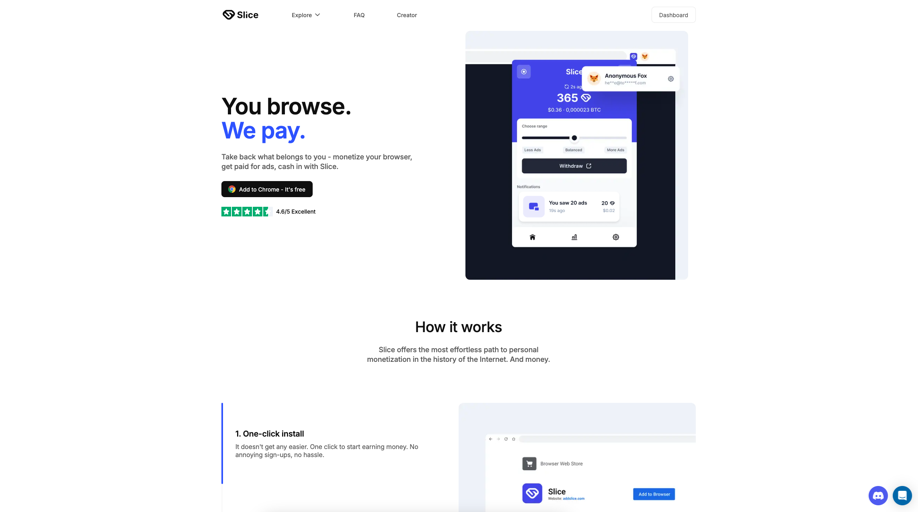 Slice
Explore
FAQ
Creator
Dashboard
You browse.
We pay.
Take back what belongs to you - monetize your browser,
get paid for ads, cash in with Slice.
Add to Chrome - It's free
4.6/5 Excellent
Slice
Anonymous Fox
365
$0.36 - 0,000023 BTC
Choose range
Less Ads
Balanced
More Ads
Withdraw
Notifications
You saw 20 ads
20
$0.02
How it works
Slice offers the most effortless path to personal
monetization in the history of the Internet. And money.
1. One-click install
It doesn't get any easier. One click to start earning money. No
annoying sign-ups, no hassle.
Browser Web Store
Slice
Website: addslice.com
Add to Browser